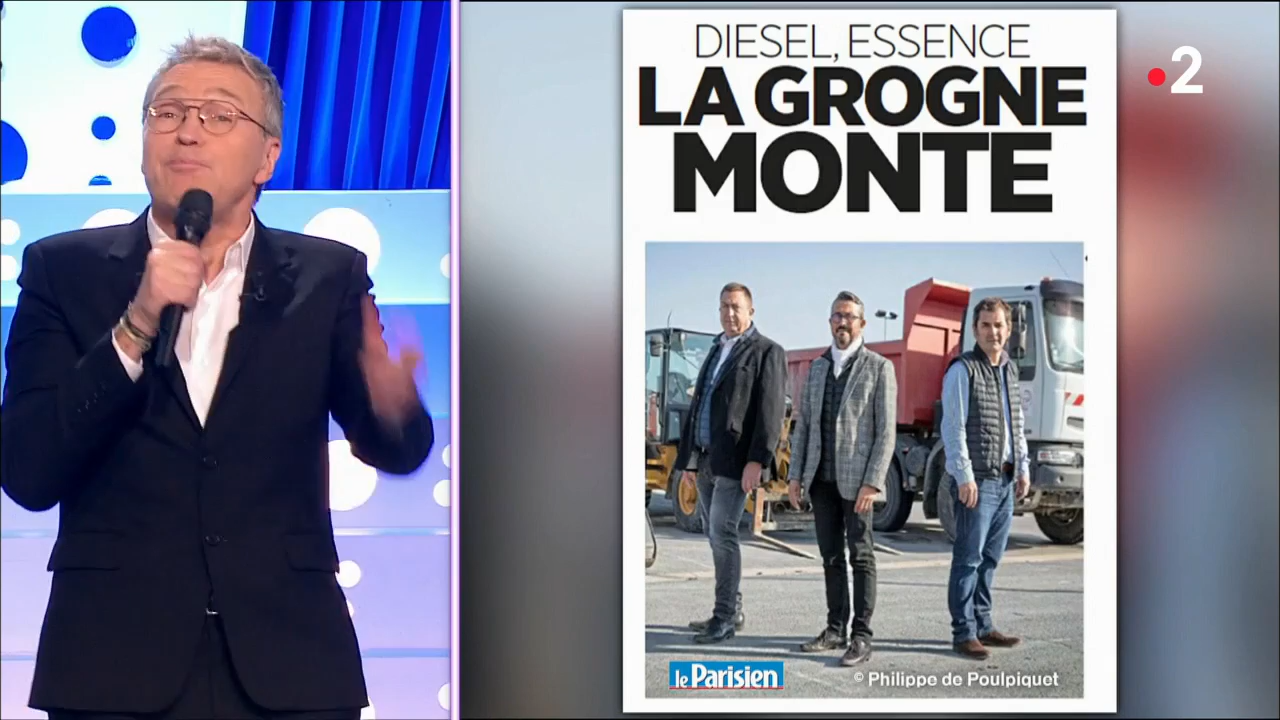 DIESEL, ESSENCE
LA GROGNE
MONTE
2
le Parisien
© Philippe de Poulpiquet